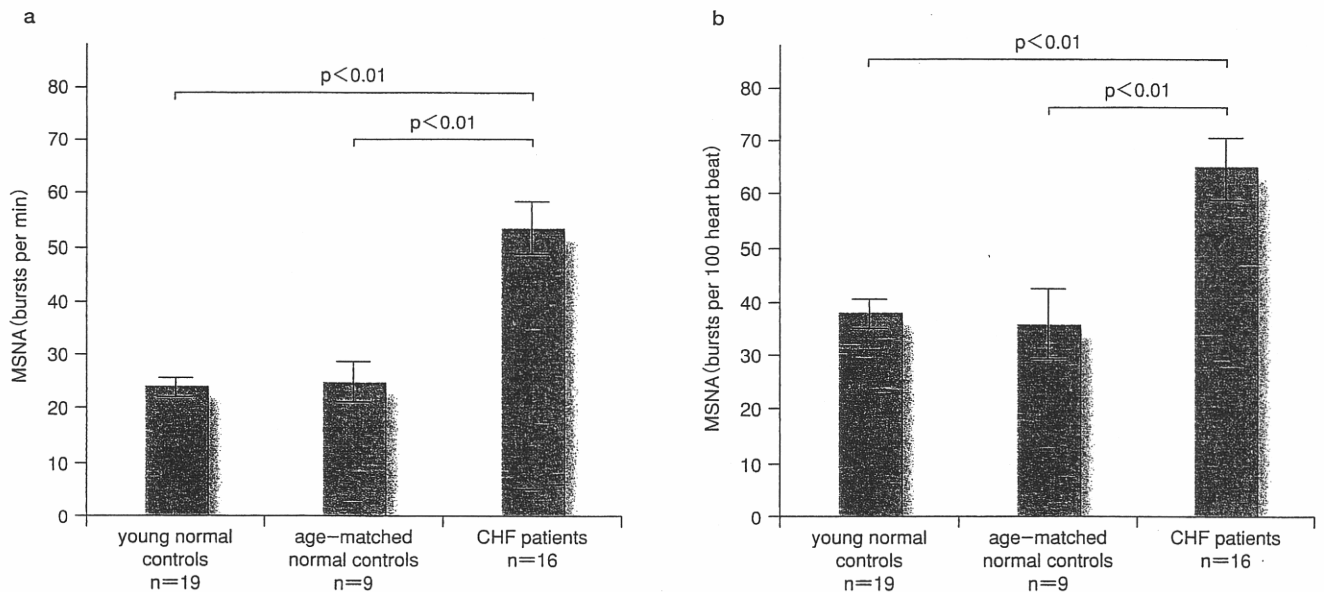 a
MSNA (bursts per min)
80
70
60
50
40
30
20
10
0
p<0.01
p<0.01
young normal
controls
n=19
age-matched
normal controls
n=9
CHF patients
n=16
b
MSNA (bursts per 100 heart beat)
80
70
60
50
40
30
20
10
0
p<0.01
p<0.01
young normal
controls
n=19
age-matched
normal controls
n=9
CHF patients
n=16